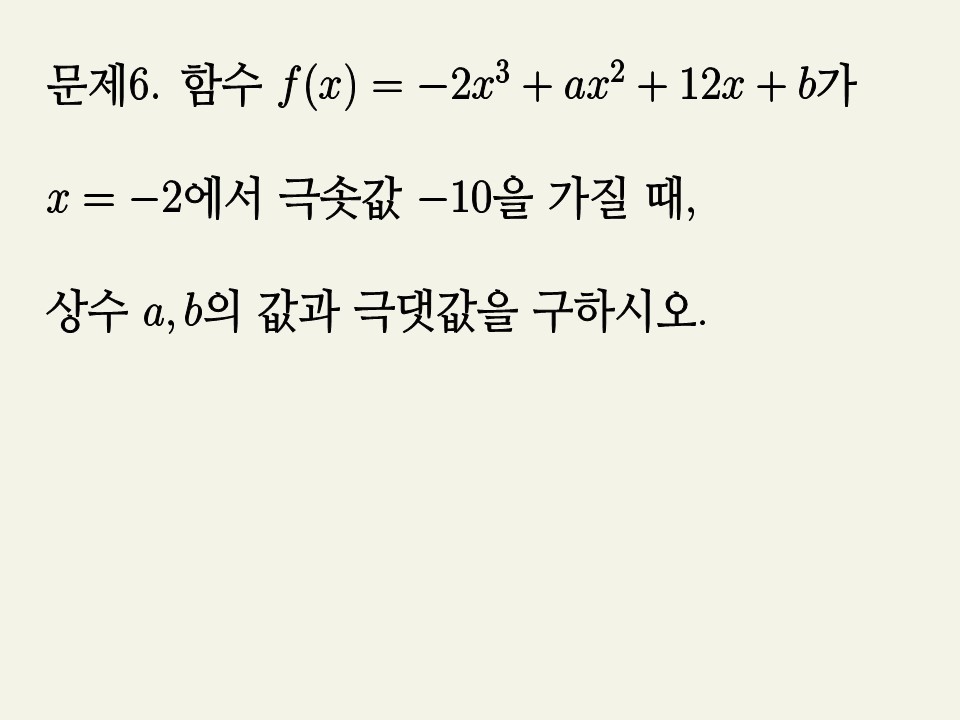 문제6. 함수 $f(x) = -2x^3 + ax^2 + 12x + b$가
$x = -2$에서 극솟값 $-10$을 가질 때,
상수 $a, b$의 값과 극댓값을 구하시오.